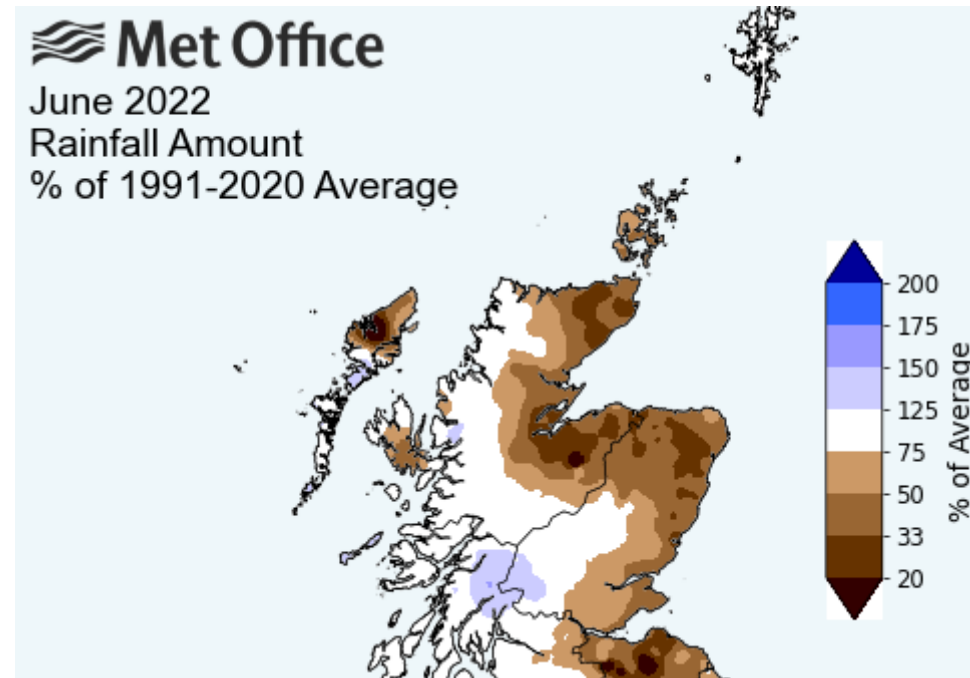 Met Office
June 2022
Rainfall Amount
% of 1991-2020 Average
200
175
150
125
75
50
33
20
% of Average